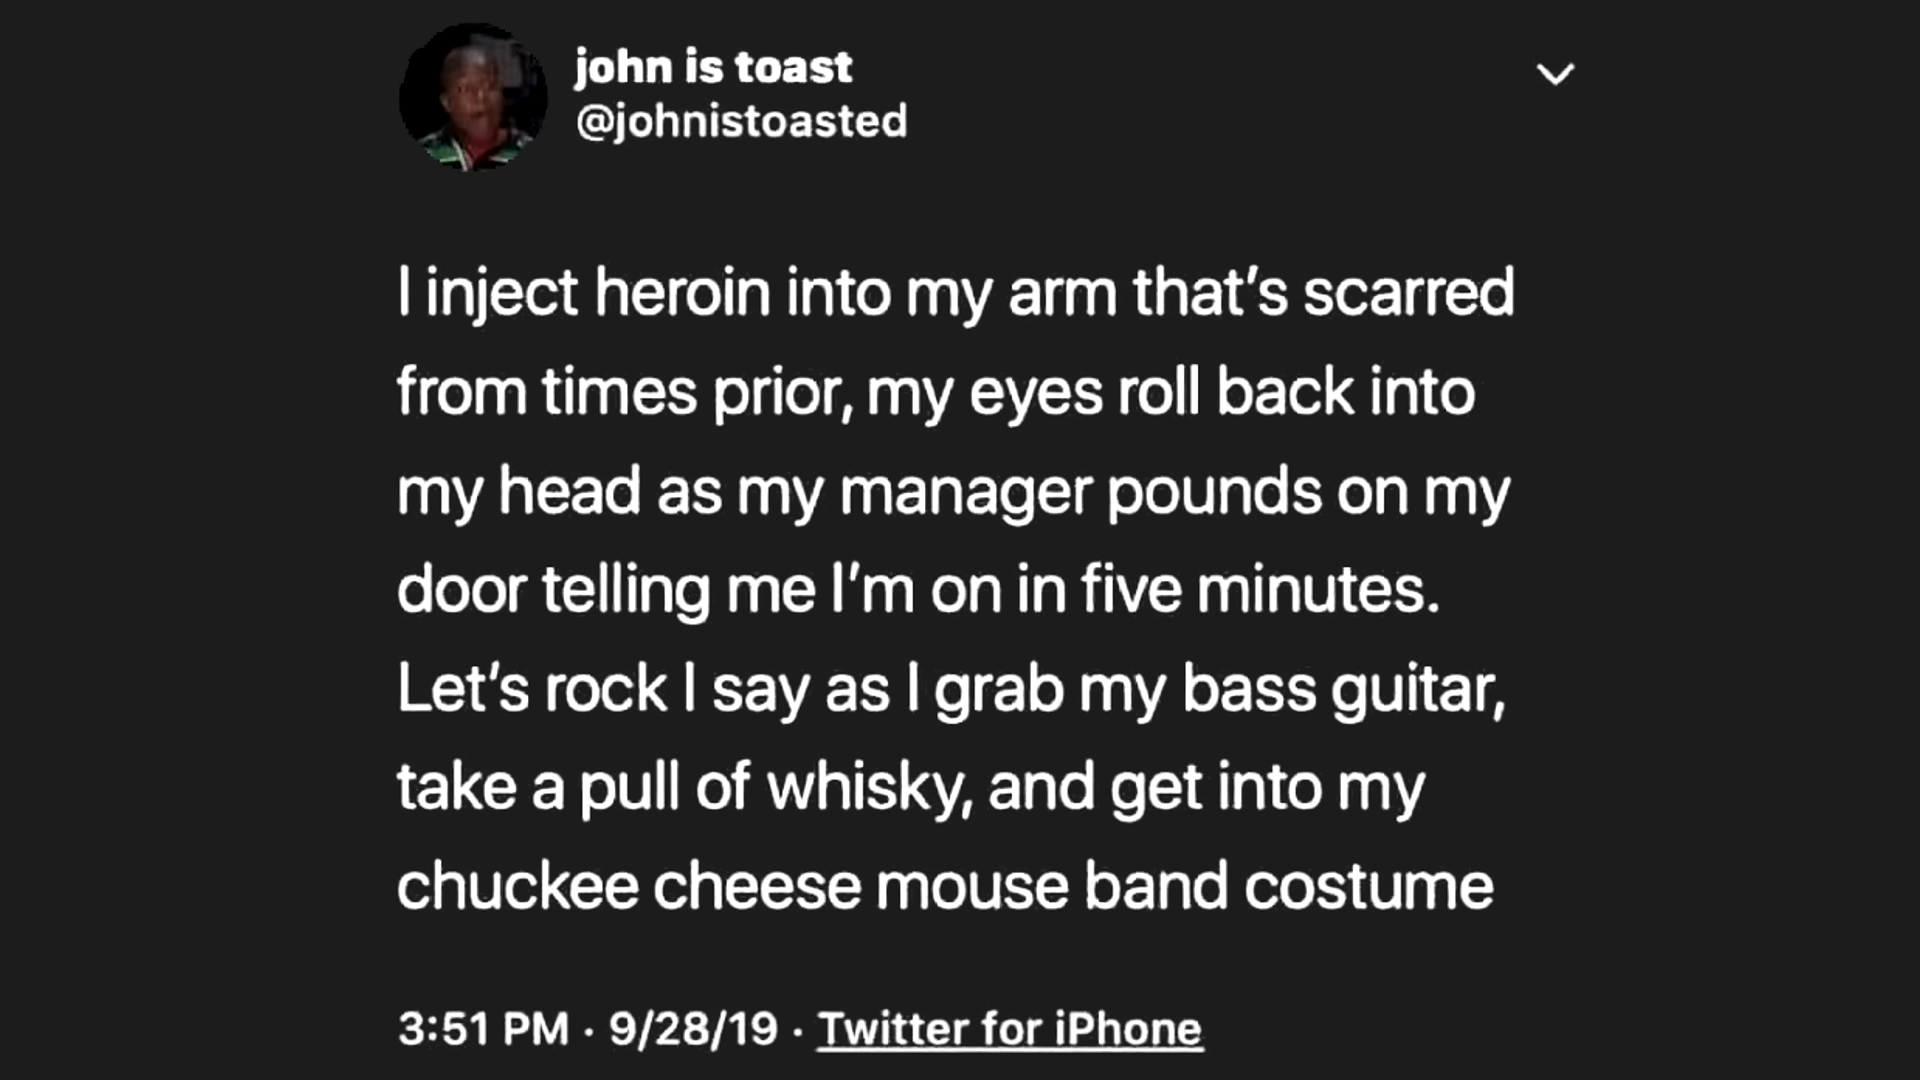 john is toast
@johnistoasted
I inject heroin into my arm that’s scarred
from times prior, my eyes roll back into
my head as my manager pounds on my
door telling me I’m on in five minutes.
Let’s rock I say as I grab my bass guitar,
take a pull of whisky, and get into my
chuckee cheese mouse band costume
3:51 PM · 9/28/19 · Twitter for iPhone